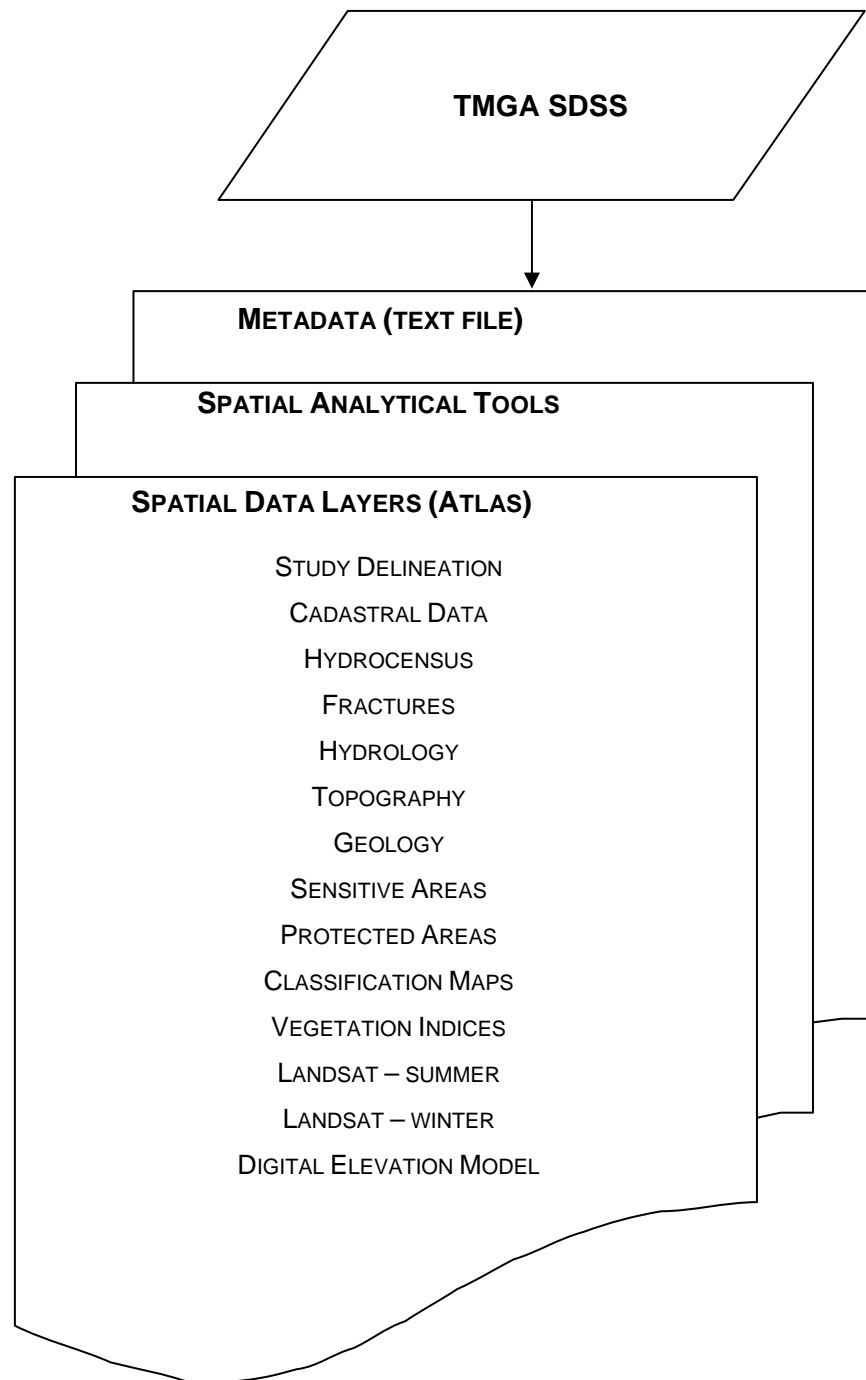 TMGA SDSS
METADATA (TEXT FILE)
SPATIAL ANALYTICAL TOOLS
SPATIAL DATA LAYERS (ATLAS)
STUDY DELINEATION
CADASTRAL DATA
HYDROCENSUS
FRACTURES
HYDROLOGY
TOPOGRAPHY
GEOLOGY
SENSITIVE AREAS
PROTECTED AREAS
CLASSIFICATION MAPS
VEGETATION INDICES
LANDSAT – SUMMER
LANDSAT – WINTER
DIGITAL ELEVATION MODEL